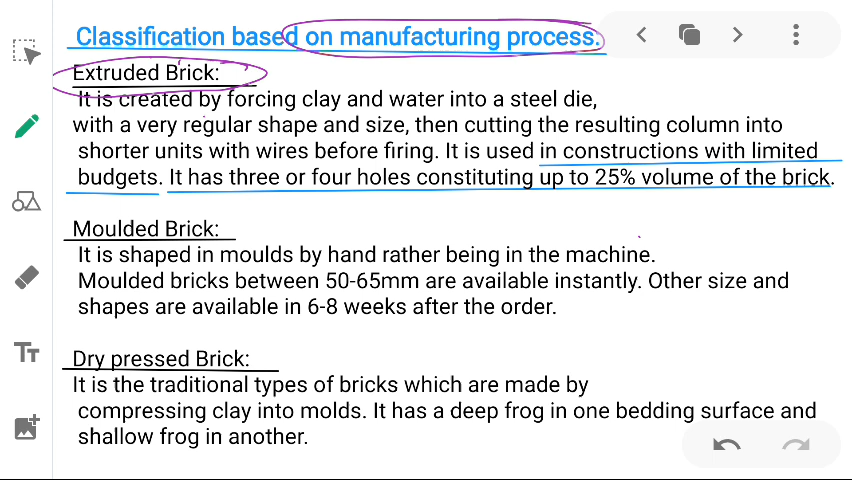 Classification based on manufacturing process.
Extruded Brick:
It is created by forcing clay and water into a steel die,
with a very regular shape and size, then cutting the resulting column into
shorter units with wires before firing. It is used in constructions with limited
budgets. It has three or four holes constituting up to 25% volume of the brick.
Moulded Brick:
It is shaped in moulds by hand rather being in the machine.
Moulded bricks between 50-65mm are available instantly. Other size and
shapes are available in 6-8 weeks after the order.
Dry pressed Brick:
It is the traditional types of bricks which are made by
compressing clay into molds. It has a deep frog in one bedding surface and
shallow frog in another.
TT